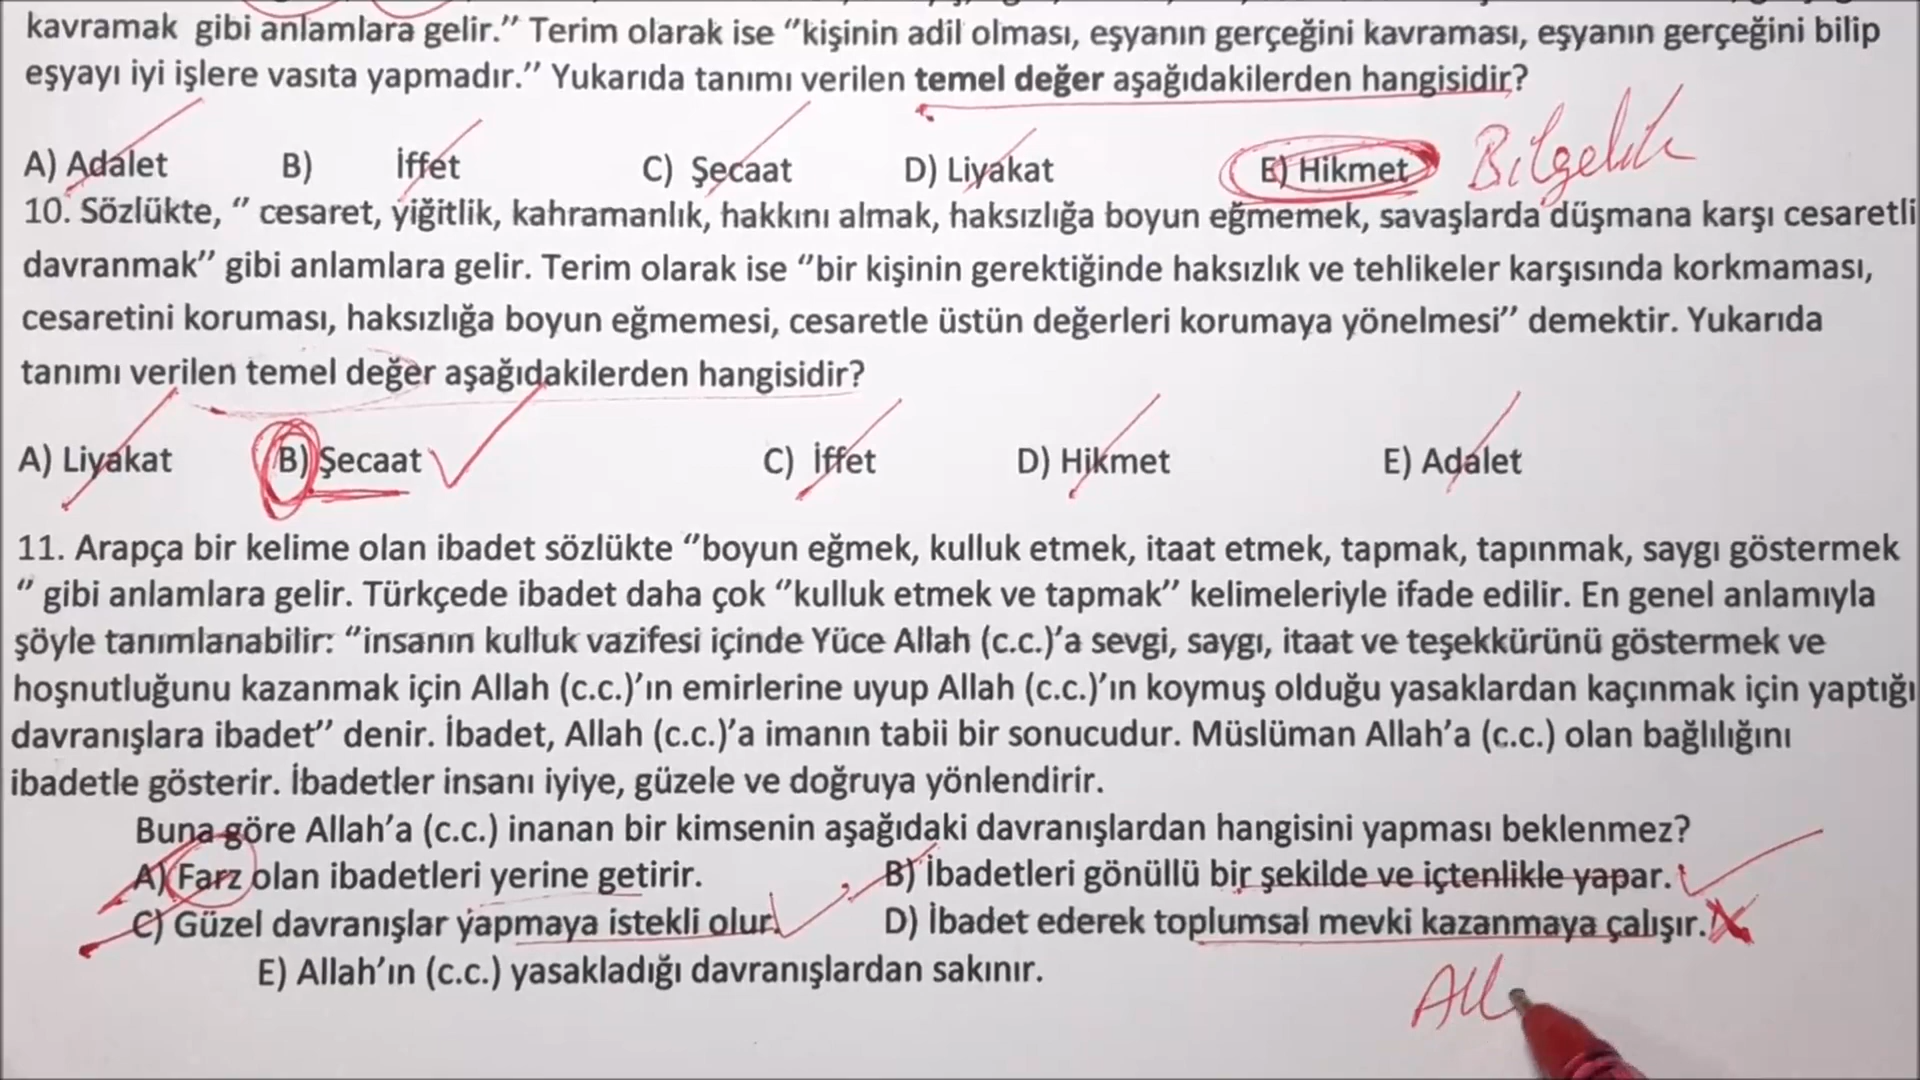 kavramak gibi anlamlara gelir.’’ Terim olarak ise ‘’kişinin adil olması, eşyanın gerçeğini kavraması, eşyanın gerçeğini bilip
eşyayı iyi işlere vasıta yapmadır.’’ Yukarıda tanımı verilen temel değer aşağıdakilerden hangisidir?
A) Adalet B) İffet C) Şecaat D) Liyakat E) Hikmet Bilgelik
10. Sözlükte, ‘’ cesaret, yiğitlik, kahramanlık, hakkını almak, haksızlığa boyun eğmemek, savaşlarda düşmana karşı cesaretli
davranmak’’ gibi anlamlara gelir. Terim olarak ise ‘’bir kişinin gerektiğinde haksızlık ve tehlikeler karşısında korkmaması,
cesaretini koruması, haksızlığa boyun eğmemesi, cesaretle üstün değerleri korumaya yönelmesi’’ demektir. Yukarıda
tanımı verilen temel değer aşağıdakilerden hangisidir?
A) Liyakat B) Şecaat C) İffet D) Hikmet E) Adalet
11. Arapça bir kelime olan ibadet sözlükte ‘’boyun eğmek, kulluk etmek, itaat etmek, tapmak, tapınmak, saygı göstermek
‘’ gibi anlamlara gelir. Türkçede ibadet daha çok ‘’kulluk etmek ve tapmak’’ kelimeleriyle ifade edilir. En genel anlamıyla
şöyle tanımlanabilir: ‘’insanın kulluk vazifesi içinde Yüce Allah (c.c.)’a sevgi, saygı, itaat ve teşekkürünü göstermek ve
hoşnutluğunu kazanmak için Allah (c.c.)’ın emirlerine uyup Allah (c.c.)’ın koymuş olduğu yasaklardan kaçınmak için yaptığı
davranışlara ibadet’’ denir. İbadet, Allah (c.c.)’a imanın tabii bir sonucudur. Müslüman Allah’a (c.c.) olan bağlılığını
ibadetle gösterir. İbadetler insanı iyiye, güzele ve doğruya yönlendirir.
Buna göre Allah’a (c.c.) inanan bir kimsenin aşağıdaki davranışlardan hangisini yapması beklenmez?
A) Farz olan ibadetleri yerine getirir. B) İbadetleri gönüllü bir şekilde ve içtenlikle yapar.
C) Güzel davranışlar yapmaya istekli olur. D) İbadet ederek toplumsal mevki kazanmaya çalışır.
E) Allah’ın (c.c.) yasakladığı davranışlardan sakınır.
All